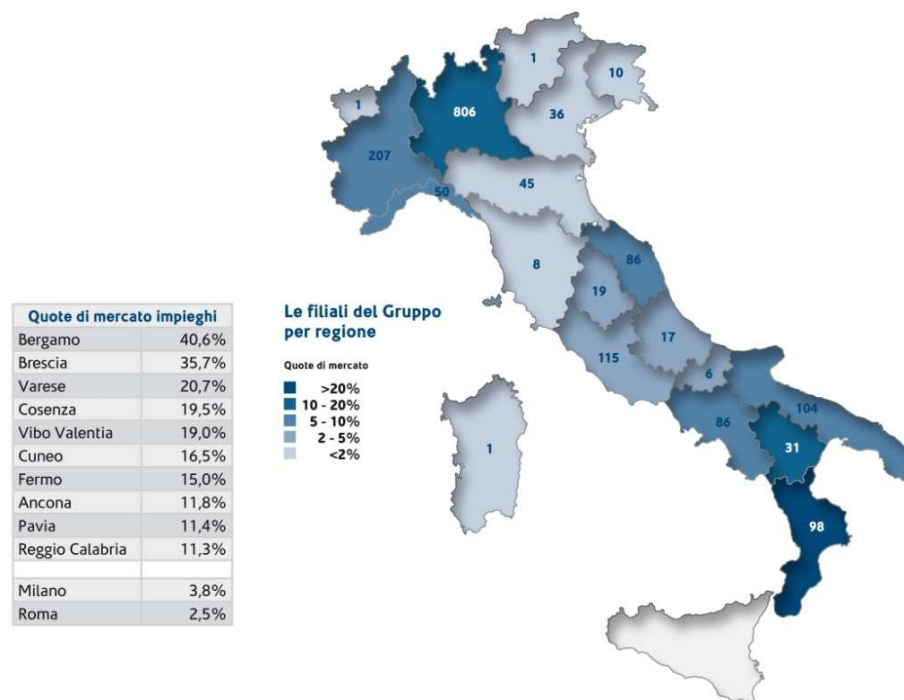 1
10
1
806
36
207
50
45
8
86
19
17
115
6
104
86
31
1
98
Quote di mercato impieghi
Bergamo 40,6%
Brescia 35,7%
Varese 20,7%
Cosenza 19,5%
Vibo Valentia 19,0%
Cuneo 16,5%
Fermo 15,0%
Ancona 11,8%
Pavia 11,4%
Reggio Calabria 11,3%
Milano 3,8%
Roma 2,5%
Le filiali del Gruppo
per regione
Quote di mercato
>20%
10 - 20%
5 - 10%
2 - 5%
<2%